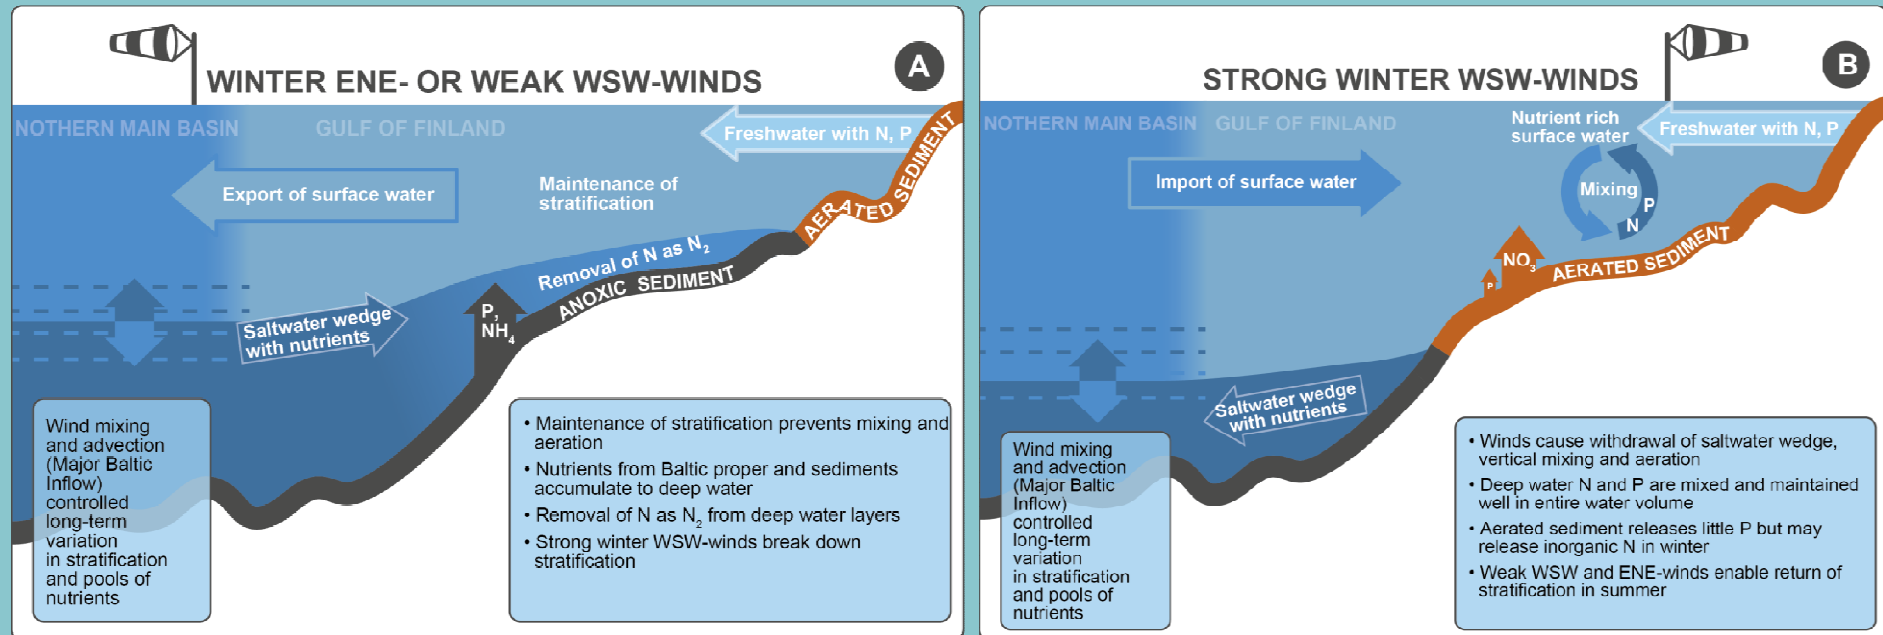 WINTER ENE- OR WEAK WSW-WINDS
A
NOTHERN MAIN BASIN
GULF OF FINLAND
Freshwater with N, P
Export of surface water
Maintenance of
stratification
AERATED SEDIMENT
Removal of N as N₂
ANOXIC SEDIMENT
P,
NH₄
Saltwater wedge
with nutrients
Wind mixing
and advection
(Major Baltic
Inflow)
controlled
long-term
variation
in stratification
and pools of
nutrients
• Maintenance of stratification prevents mixing and
aeration
• Nutrients from Baltic proper and sediments
accumulate to deep water
• Removal of N as N₂ from deep water layers
• Strong winter WSW-winds break down
stratification
STRONG WINTER WSW-WINDS
B
NOTHERN MAIN BASIN
GULF OF FINLAND
Nutrient rich
surface water
Freshwater with N, P
Import of surface water
Mixing
P
N
NO₃
P
AERATED SEDIMENT
Saltwater wedge
with nutrients
Wind mixing
and advection
(Major Baltic
Inflow)
controlled
long-term
variation
in stratification
and pools of
nutrients
• Winds cause withdrawal of saltwater wedge,
vertical mixing and aeration
• Deep water N and P are mixed and maintained
well in entire water volume
• Aerated sediment releases little P but may
release inorganic N in winter
• Weak WSW and ENE-winds enable return of
stratification in summer